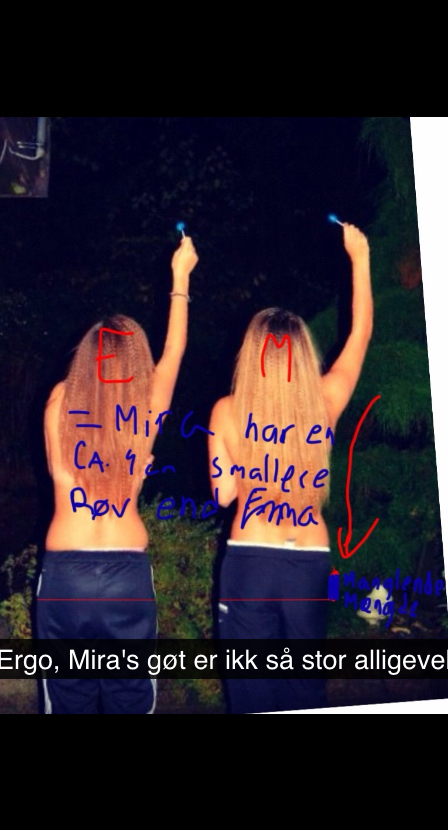 E
M
= Mira har en
CA. 4 cm smallere
Røv end Emma
Manglende
Mængde
Ergo, Mira's gøt er ikk så stor alligevel